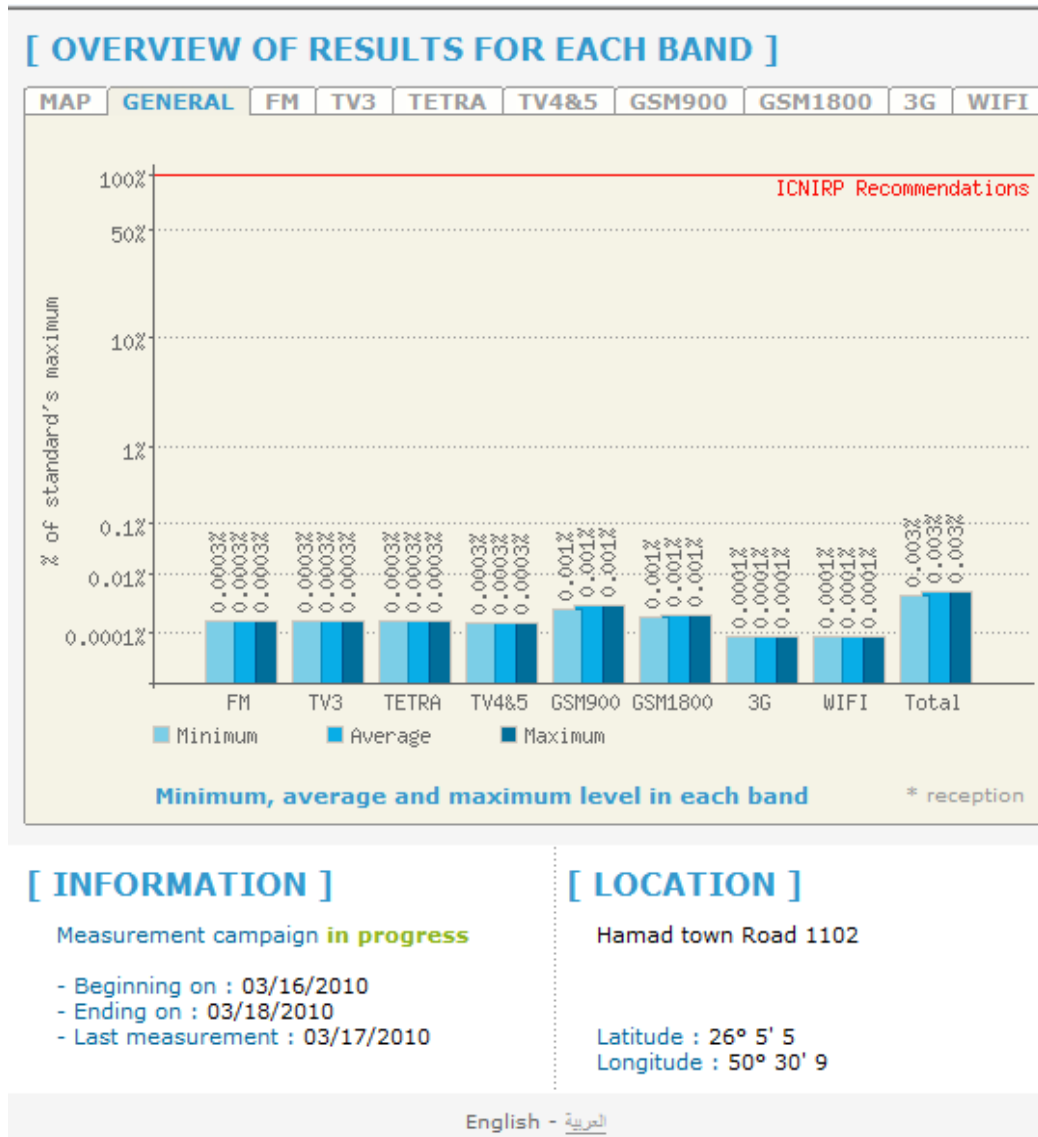 [ OVERVIEW OF RESULTS FOR EACH BAND ]
MAP GENERAL FM TV3 TETRA TV4&5 GSM900 GSM1800 3G WIFI
100%
ICNIRP Recommendations
50%
10%
1%
0.1%
0.01%
0.0001%
% of standard's maximum
0.0003% 0.0003% 0.0003% 0.0003% 0.0003% 0.0003% 0.0003% 0.0003% 0.0003% 0.0003% 0.0003% 0.0003% 0.001% 0.001% 0.001% 0.001% 0.001% 0.001% 0.0001% 0.0001% 0.0001% 0.0001% 0.0001% 0.0001% 0.003% 0.003% 0.003%
FM TV3 TETRA TV4&5 GSM900 GSM1800 3G WIFI Total
Minimum Average Maximum
Minimum, average and maximum level in each band * reception
[ INFORMATION ]
Measurement campaign in progress
- Beginning on : 03/16/2010
- Ending on : 03/18/2010
- Last measurement : 03/17/2010
[ LOCATION ]
Hamad town Road 1102
Latitude : 26º 5' 5
Longitude : 50º 30' 9
English - العربية